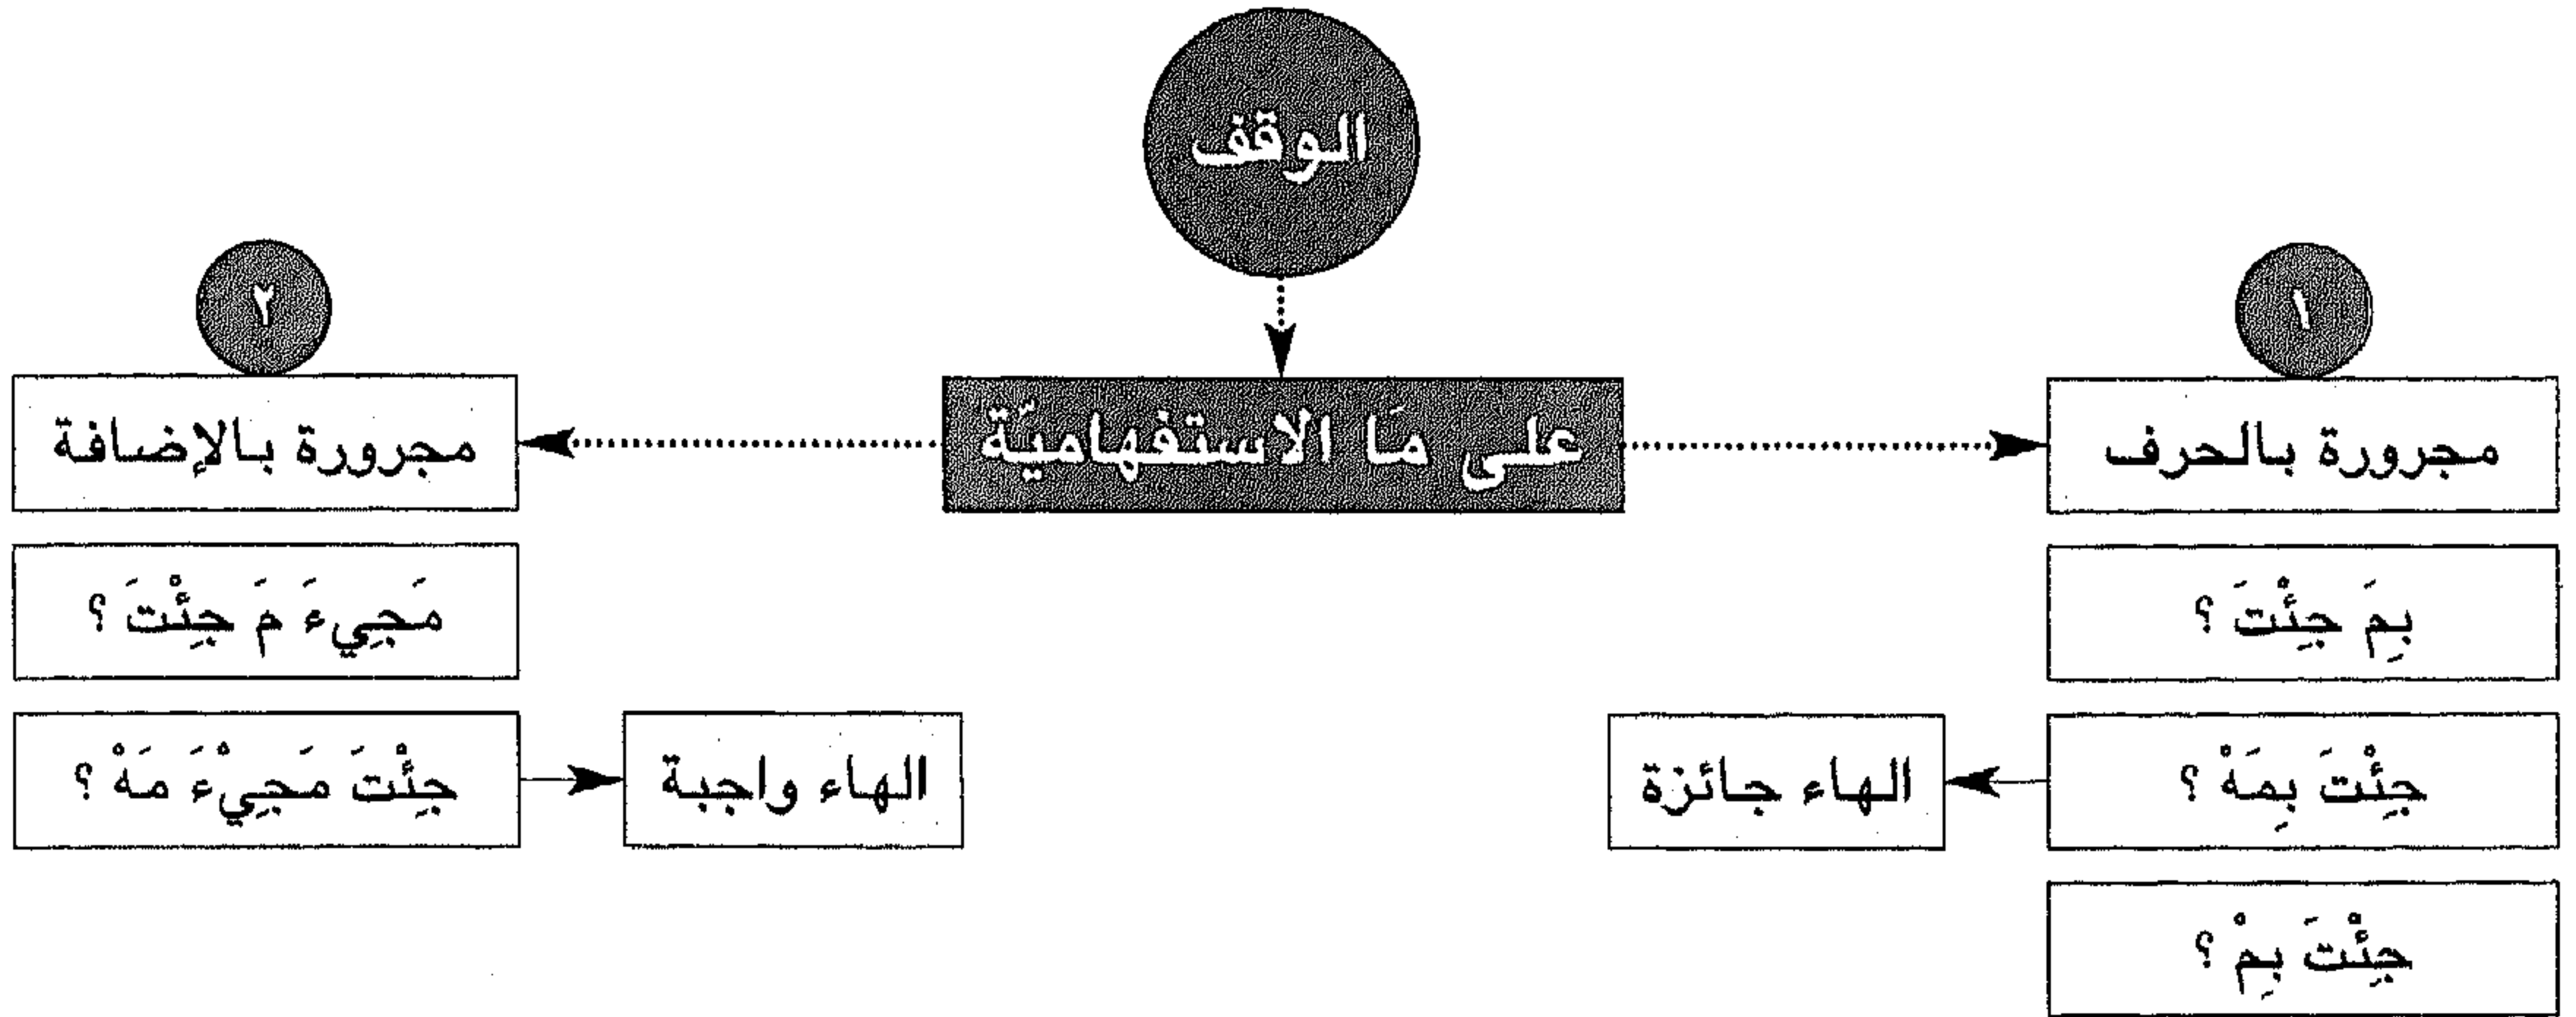 الوقف
على مَا الاستفهاميّة
١
مجرورة بالحرف
بِمَ جِئْتَ ؟
جِئْتَ بِمَهْ ؟
الهاء جائزة
جِئْتَ بِمْ ؟
٢
مجرورة بالإضافة
مَجِيءَ مَ جِئْتَ ؟
جِئْتَ مَجِيْءَ مَهْ ؟
الهاء واجبة